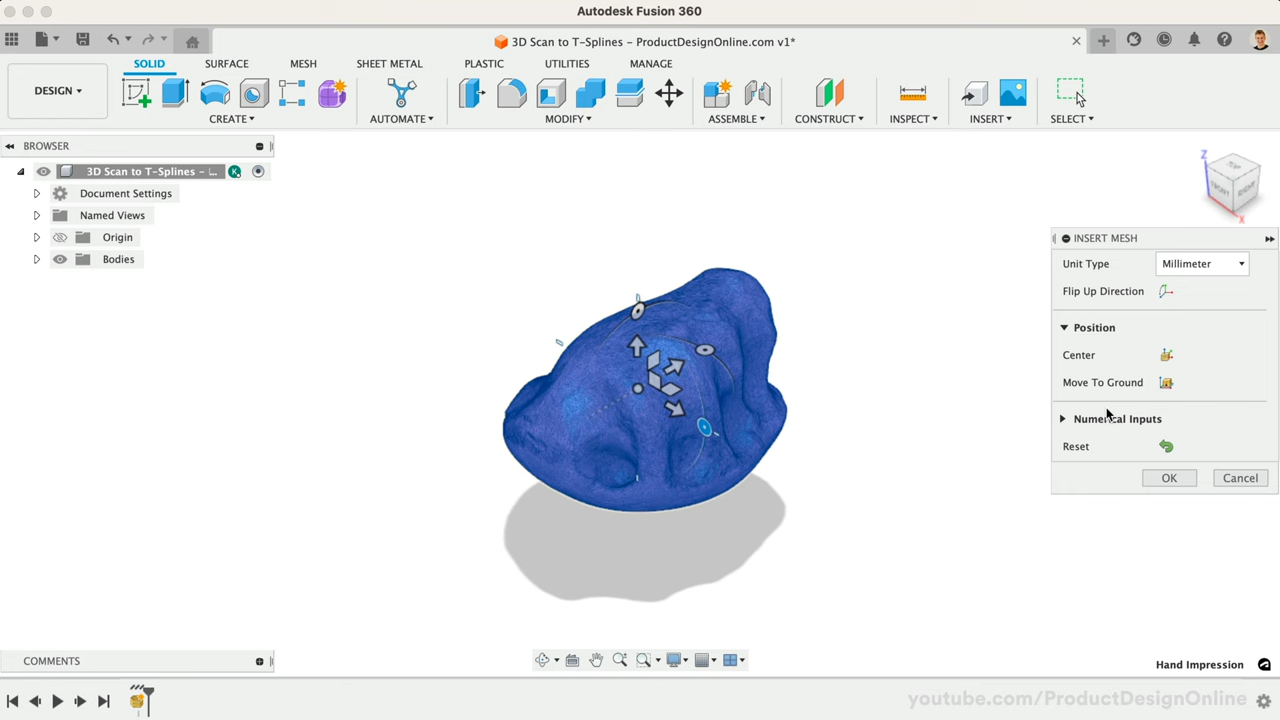 Autodesk Fusion 360
3D Scan to T-Splines – ProductDesignOnline.com v1*
DESIGN
SOLID
SURFACE
MESH
SHEET METAL
PLASTIC
UTILITIES
MANAGE
CREATE
AUTOMATE
MODIFY
ASSEMBLE
CONSTRUCT
INSPECT
INSERT
SELECT
BROWSER
3D Scan to T-Splines – ...
K
Document Settings
Named Views
Origin
Bodies
Z
TOP
FRONT
RIGHT
X
INSERT MESH
Unit Type
Millimeter
Flip Up Direction
Position
Center
Move To Ground
Numerical Inputs
Reset
OK
Cancel
COMMENTS
Hand Impression
youtube.com/ProductDesignOnline